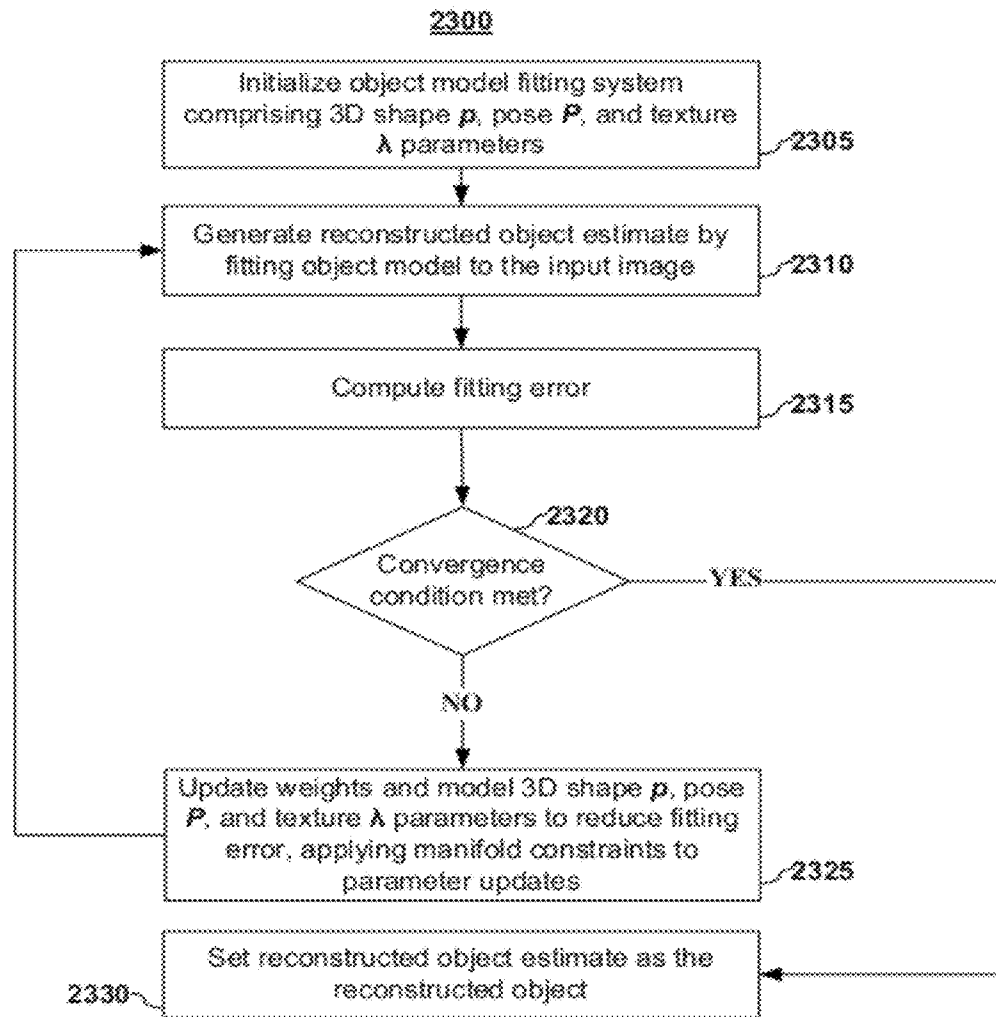 2300
Initialize object model fitting system
comprising 3D shape p, pose P, and texture
λ parameters
2305
Generate reconstructed object estimate by
fitting object model to the input image
2310
Compute fitting error
2315
2320
Convergence
condition met?
YES
NO
Update weights and model 3D shape p, pose
P, and texture λ parameters to reduce fitting
error, applying manifold constraints to
parameter updates
2325
Set reconstructed object estimate as the
reconstructed object
2330